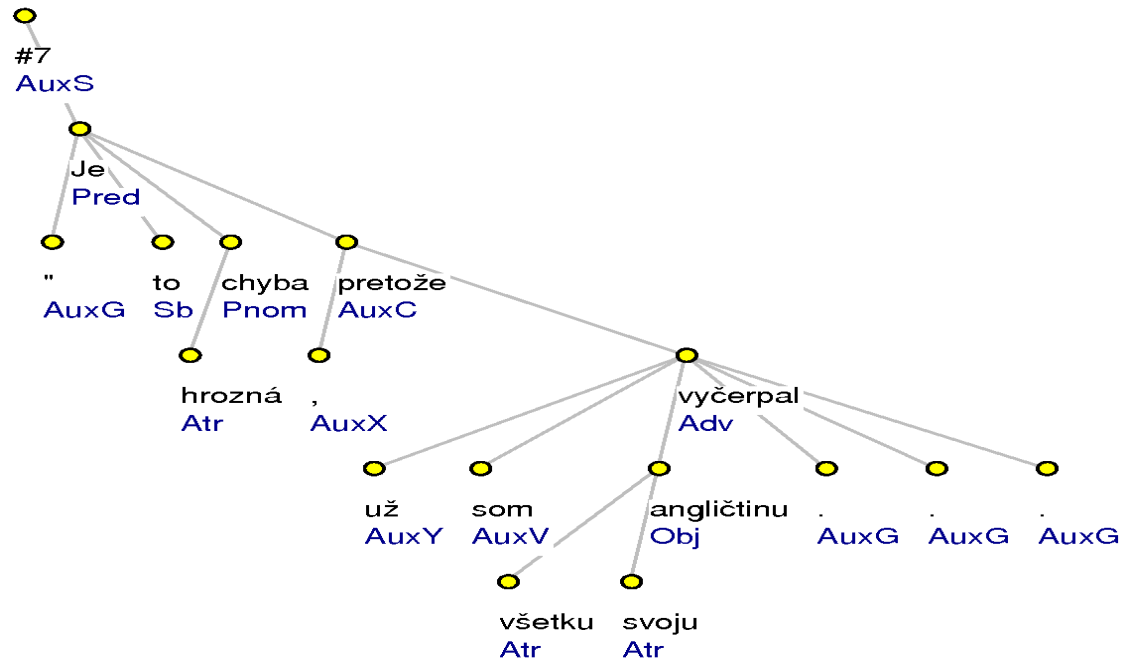 #7
AuxS
Je
Pred
" to chyba pretože
AuxG Sb Pnom AuxC
hrozná , vyčerpal
Atr AuxX Adv
už som angličtinu . . .
AuxY AuxV Obj AuxG AuxG AuxG
všetku svoju
Atr Atr